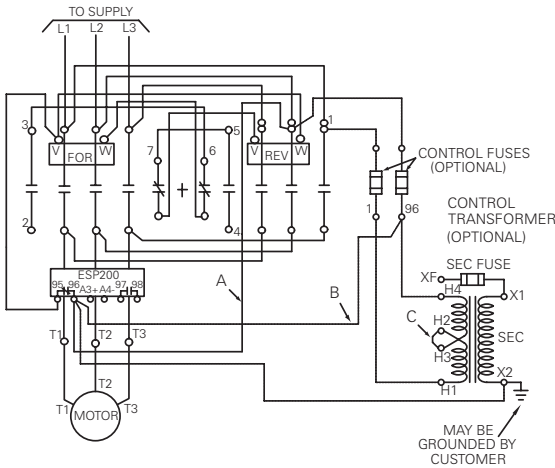 TO SUPPLY
L1 L2 L3
3
V W
FOR
7
6
5
V W
REV
1
2
4
CONTROL FUSES
(OPTIONAL)
1
96
CONTROL
TRANSFORMER
(OPTIONAL)
SEC FUSE
XF
H4
X1
ESP200
95 96 A3+ A4- 97 98
A
B
C
H2
H3
SEC
H1
X2
T1 T2 T3
T1 T2 T3
MOTOR
MAY BE
GROUNDED BY
CUSTOMER